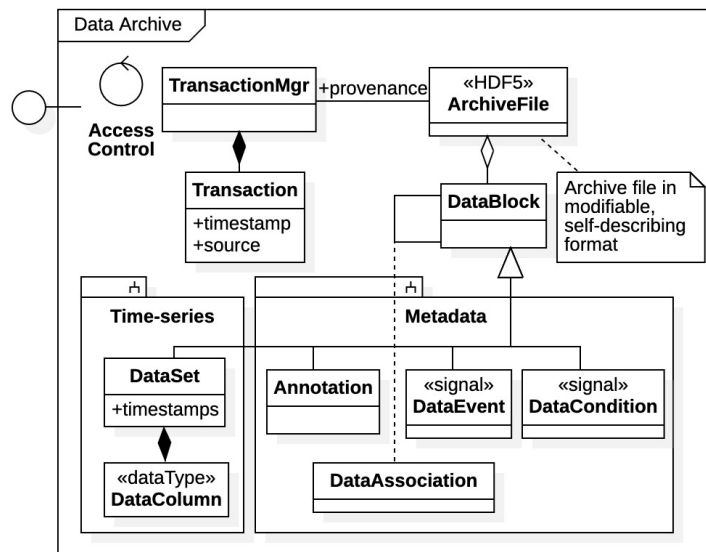 Data Archive
Access
Control
TransactionMgr
+provenance
«HDF5»
ArchiveFile
Transaction
+timestamp
+source
DataBlock
Archive file in
modifiable,
self-describing
format
Time-series
Metadata
DataSet
+timestamps
Annotation
«signal»
DataEvent
«signal»
DataCondition
«dataType»
DataColumn
DataAssociation